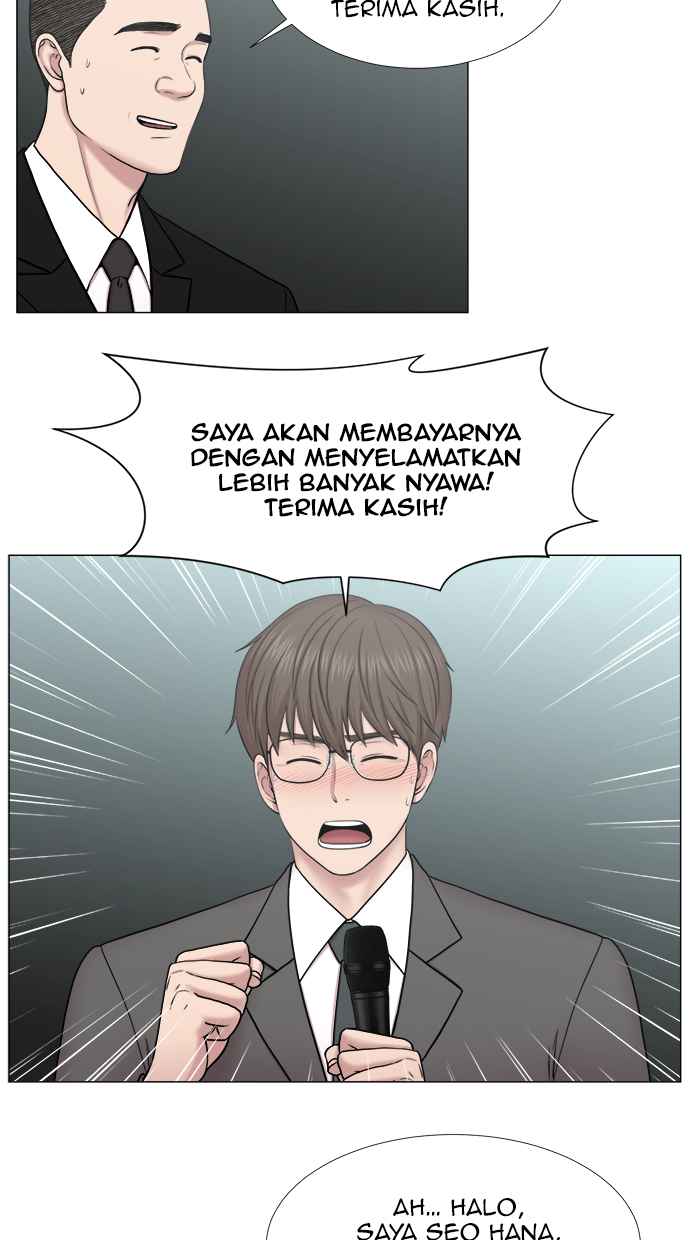 TERIMA KASIH.
SAYA AKAN MEMBAYARNYA
DENGAN MENYELAMATKAN
LEBIH BANYAK NYAWA!
TERIMA KASIH!
AH... HALO,
SAYA SEO HANA,